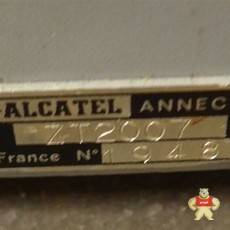 ALCATEL ANNEC
ZT2007
France N° 1948